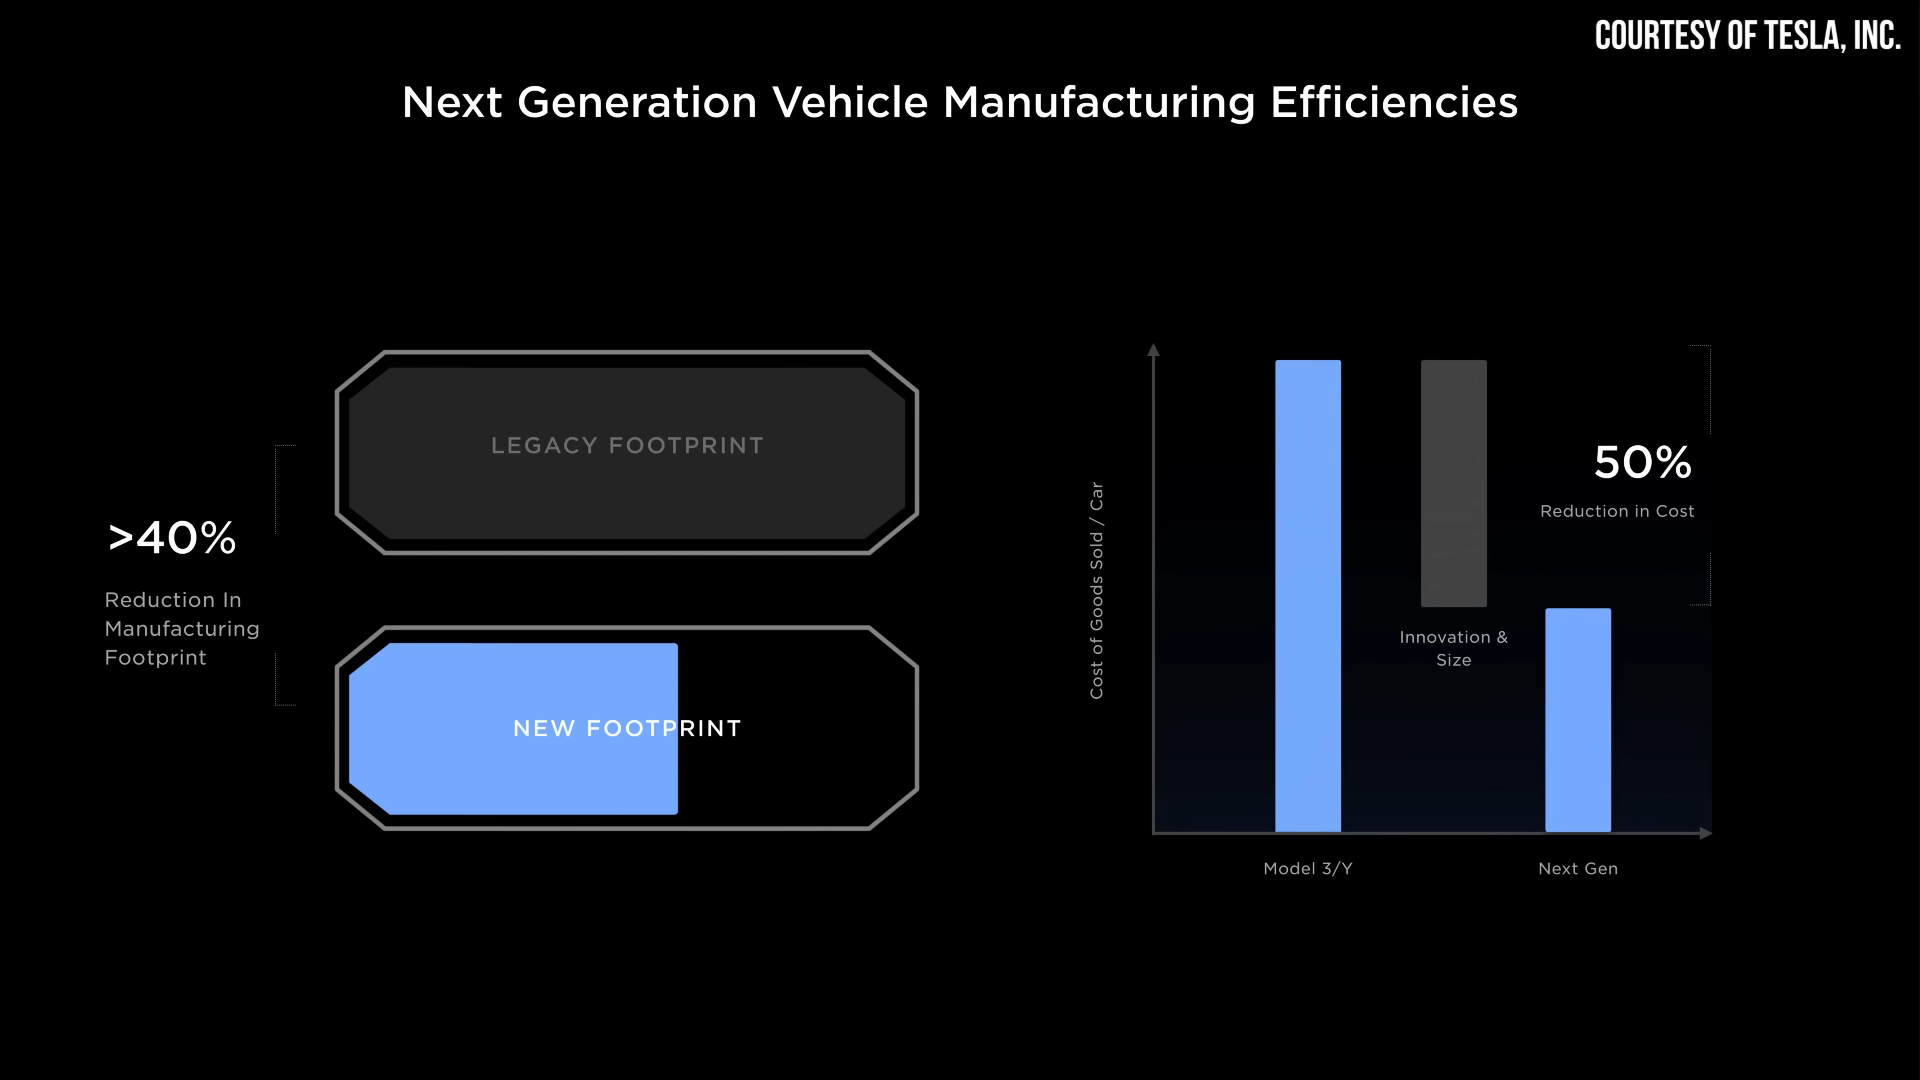 COURTESY OF TESLA, INC.
Next Generation Vehicle Manufacturing Efficiencies
>40%
Reduction In
Manufacturing
Footprint
LEGACY FOOTPRINT
NEW FOOTPRINT
Cost of Goods Sold / Car
50%
Reduction in Cost
Innovation &
Size
Model 3/Y
Next Gen